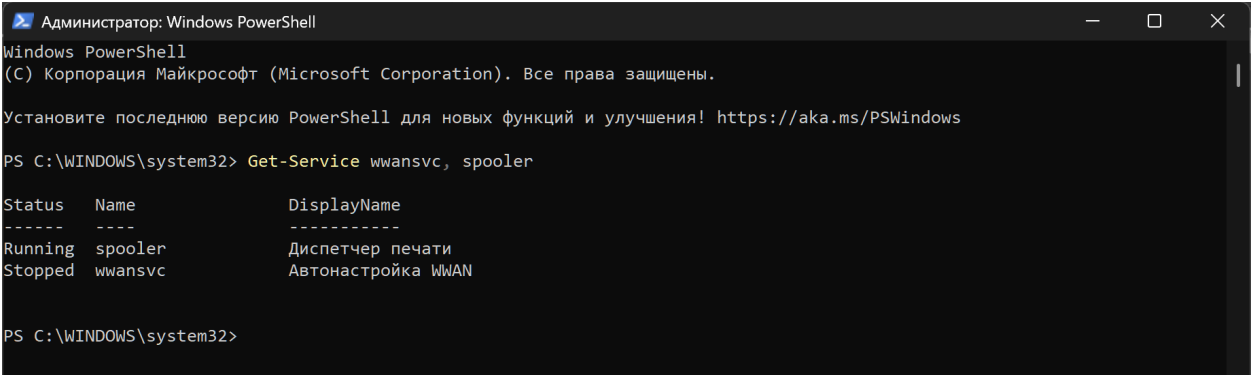 Администратор: Windows PowerShell
Windows PowerShell
(C) Корпорация Майкрософт (Microsoft Corporation). Все права защищены.
Установите последнюю версию PowerShell для новых функций и улучшения! https://aka.ms/PSWindows
PS C:\WINDOWS\system32> Get-Service wwansvc, spooler
Status   Name               DisplayName
------   ----               -----------
Running  spooler            Диспетчер печати
Stopped  wwansvc            Автонастройка WWAN
PS C:\WINDOWS\system32>